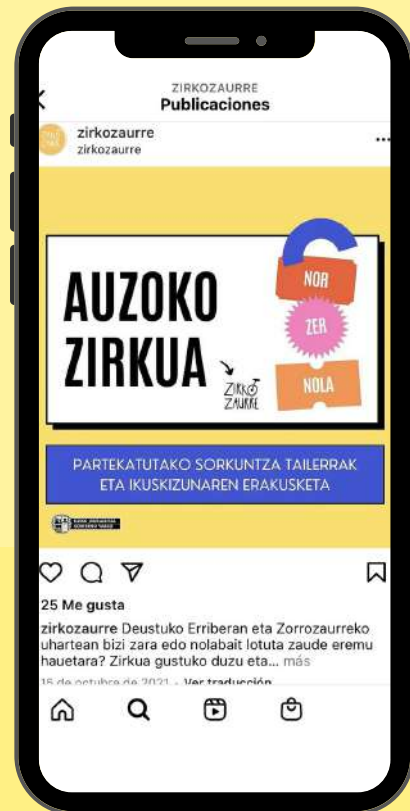 ZIRKOZAURRE
Publicaciones
zirkozaurre
zirkozaurre
AUZOKO
ZIRKUA
ZIRKO
ZAURRE
NOR
ZER
NOLA
PARTEKATUTAKO SORKUNTZA TAILERRAK
ETA IKUSKIZUNAREN ERAKUSKETA
25 Me gusta
zirkozaurre Deustuko Erriberan eta Zorrozaurreko
uhartean bizi zara edo nolabait lotuta zaude eremu
hauetara? Zirkua gustuko duzu eta... más
15 de octubre de 2021 · Ver traducción